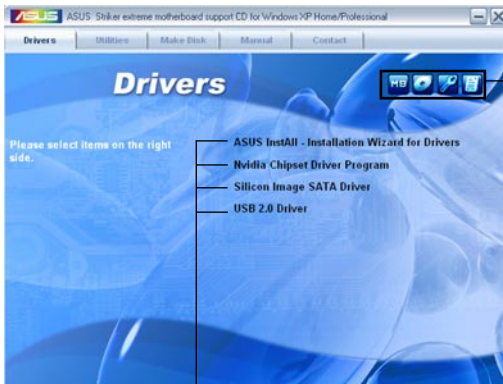 ASUS ASUS Striker extreme motherboard support CD for Windows XP Home/Professional
Drivers Utilities Make Disk Manual Contact
Drivers
MB
Please select items on the right
side.
ASUS InstAll - Installation Wizard for Drivers
Nvidia Chipset Driver Program
Silicon Image SATA Driver
USB 2.0 Driver